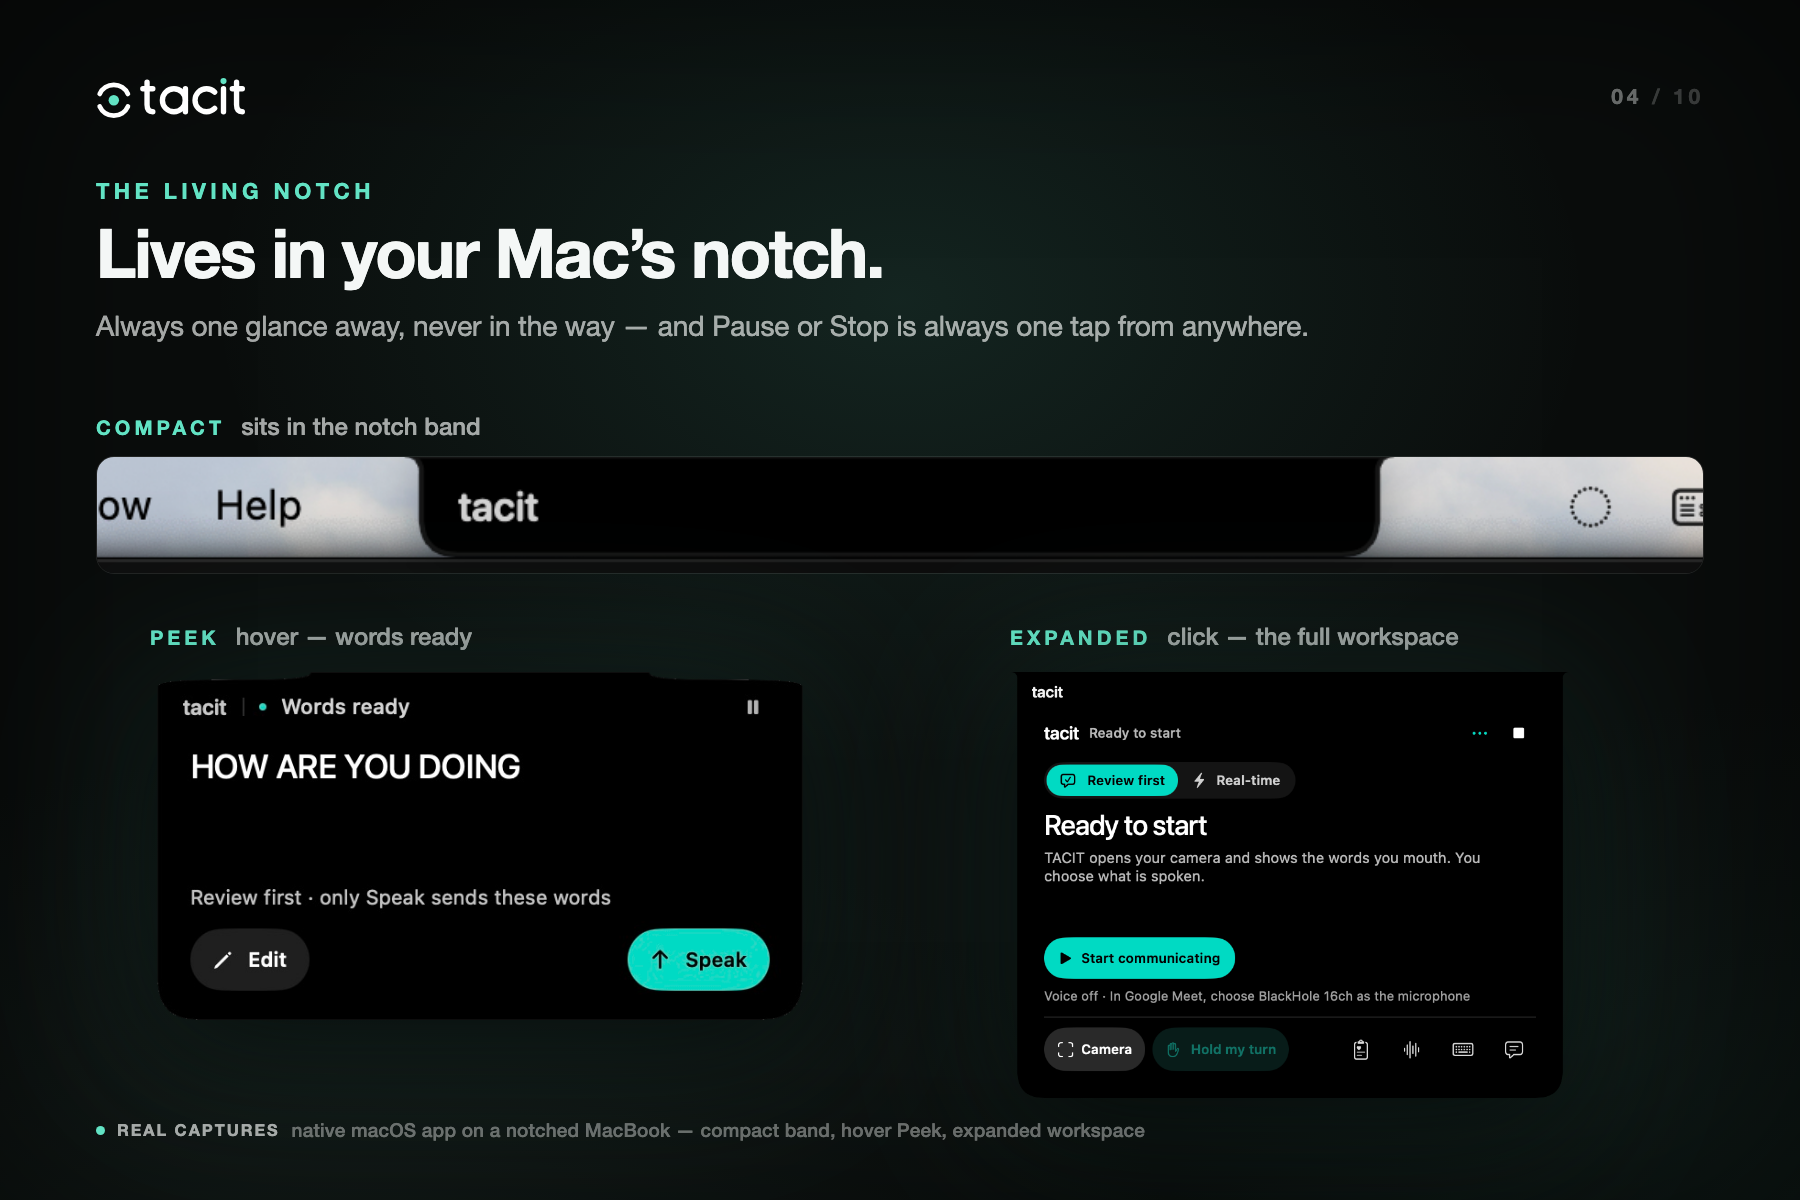 tacit
04 / 10
THE LIVING NOTCH
Lives in your Mac’s notch.
Always one glance away, never in the way — and Pause or Stop is always one tap from anywhere.
COMPACT sits in the notch band
ow Help tacit
PEEK hover — words ready
tacit Words ready
HOW ARE YOU DOING
Review first · only Speak sends these words
Edit Speak
EXPANDED click — the full workspace
tacit
tacit Ready to start
Review first Real-time
Ready to start
TACIT opens your camera and shows the words you mouth. You
choose what is spoken.
Start communicating
Voice off · In Google Meet, choose BlackHole 16ch as the microphone
Camera Hold my turn
REAL CAPTURES native macOS app on a notched MacBook — compact band, hover Peek, expanded workspace